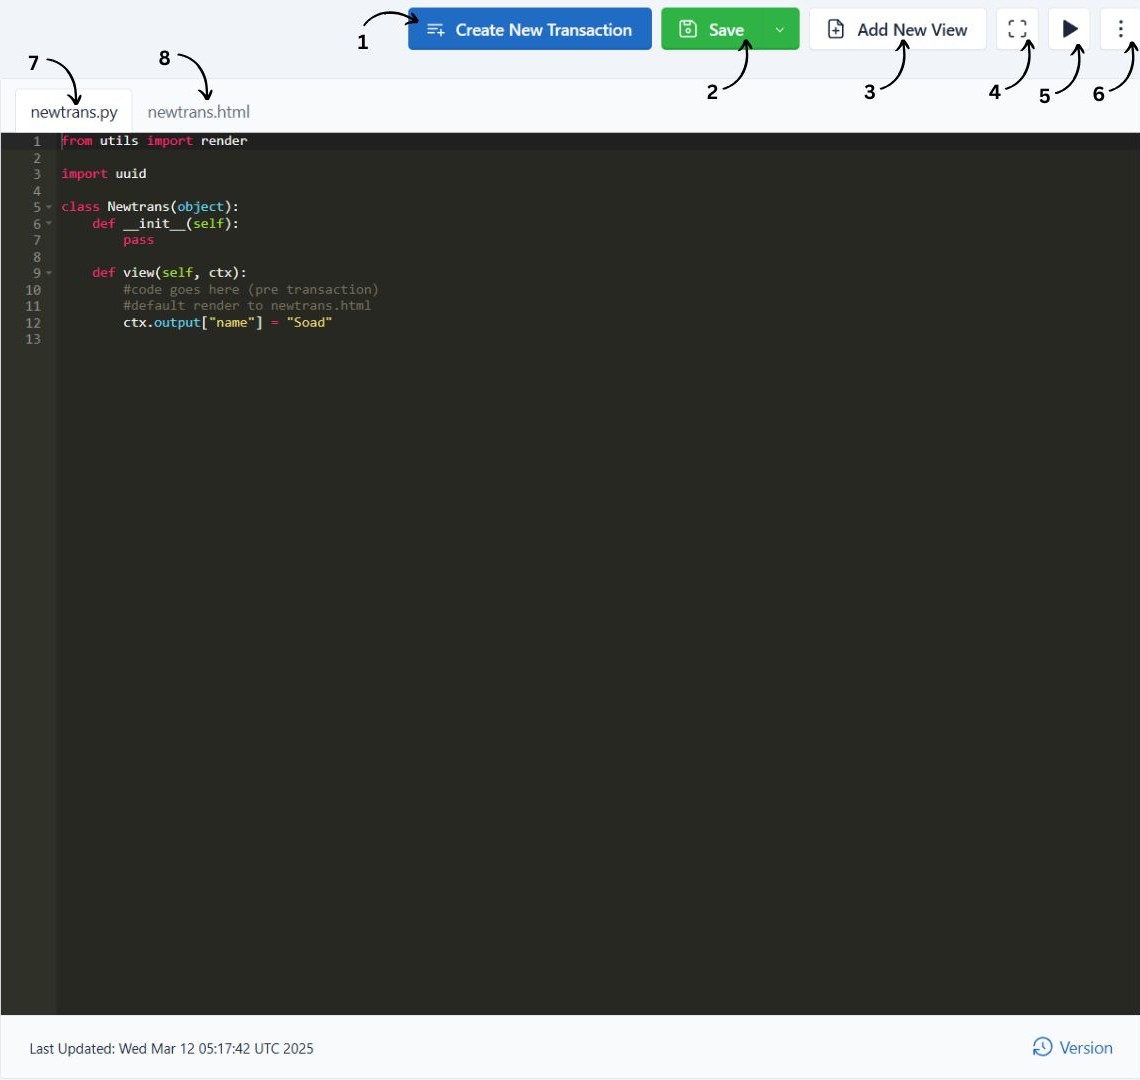 1
Create New Transaction
Save
Add New View
2
3
4
5
6
7
8
newtrans.py
newtrans.html
1 from utils import render
2
3 import uuid
4
5 class Newtrans(object):
6     def __init__(self):
7         pass
8
9     def view(self, ctx):
10         #code goes here (pre transaction)
11         #default render to newtrans.html
12         ctx.output["name"] = "Soad"
13
Last Updated: Wed Mar 12 05:17:42 UTC 2025
Version